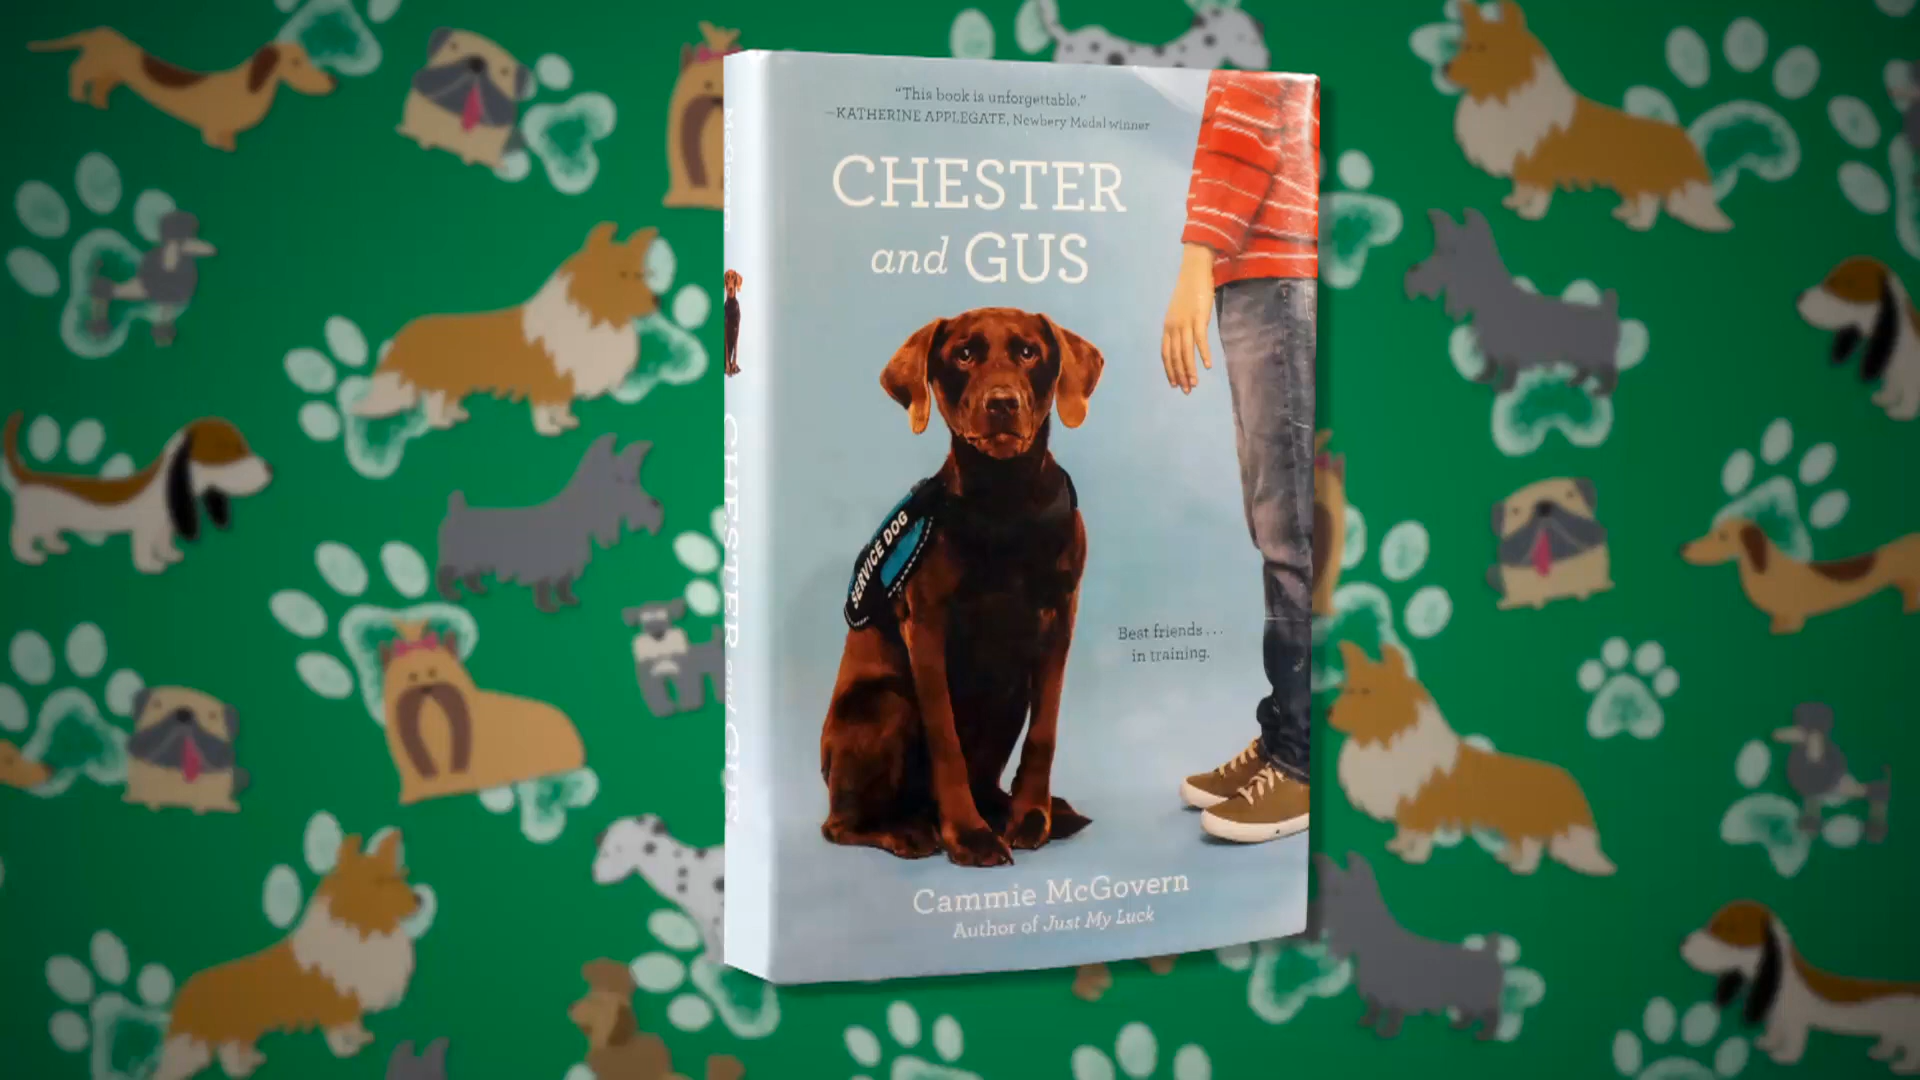 “This book is unforgettable.”
—KATHERINE APPLEGATE, Newbery Medal winner
CHESTER
and GUS
SERVICE DOG
Best friends...
in training.
Cammie McGovern
Author of Just My Luck
McGovern
CHESTER and GUS